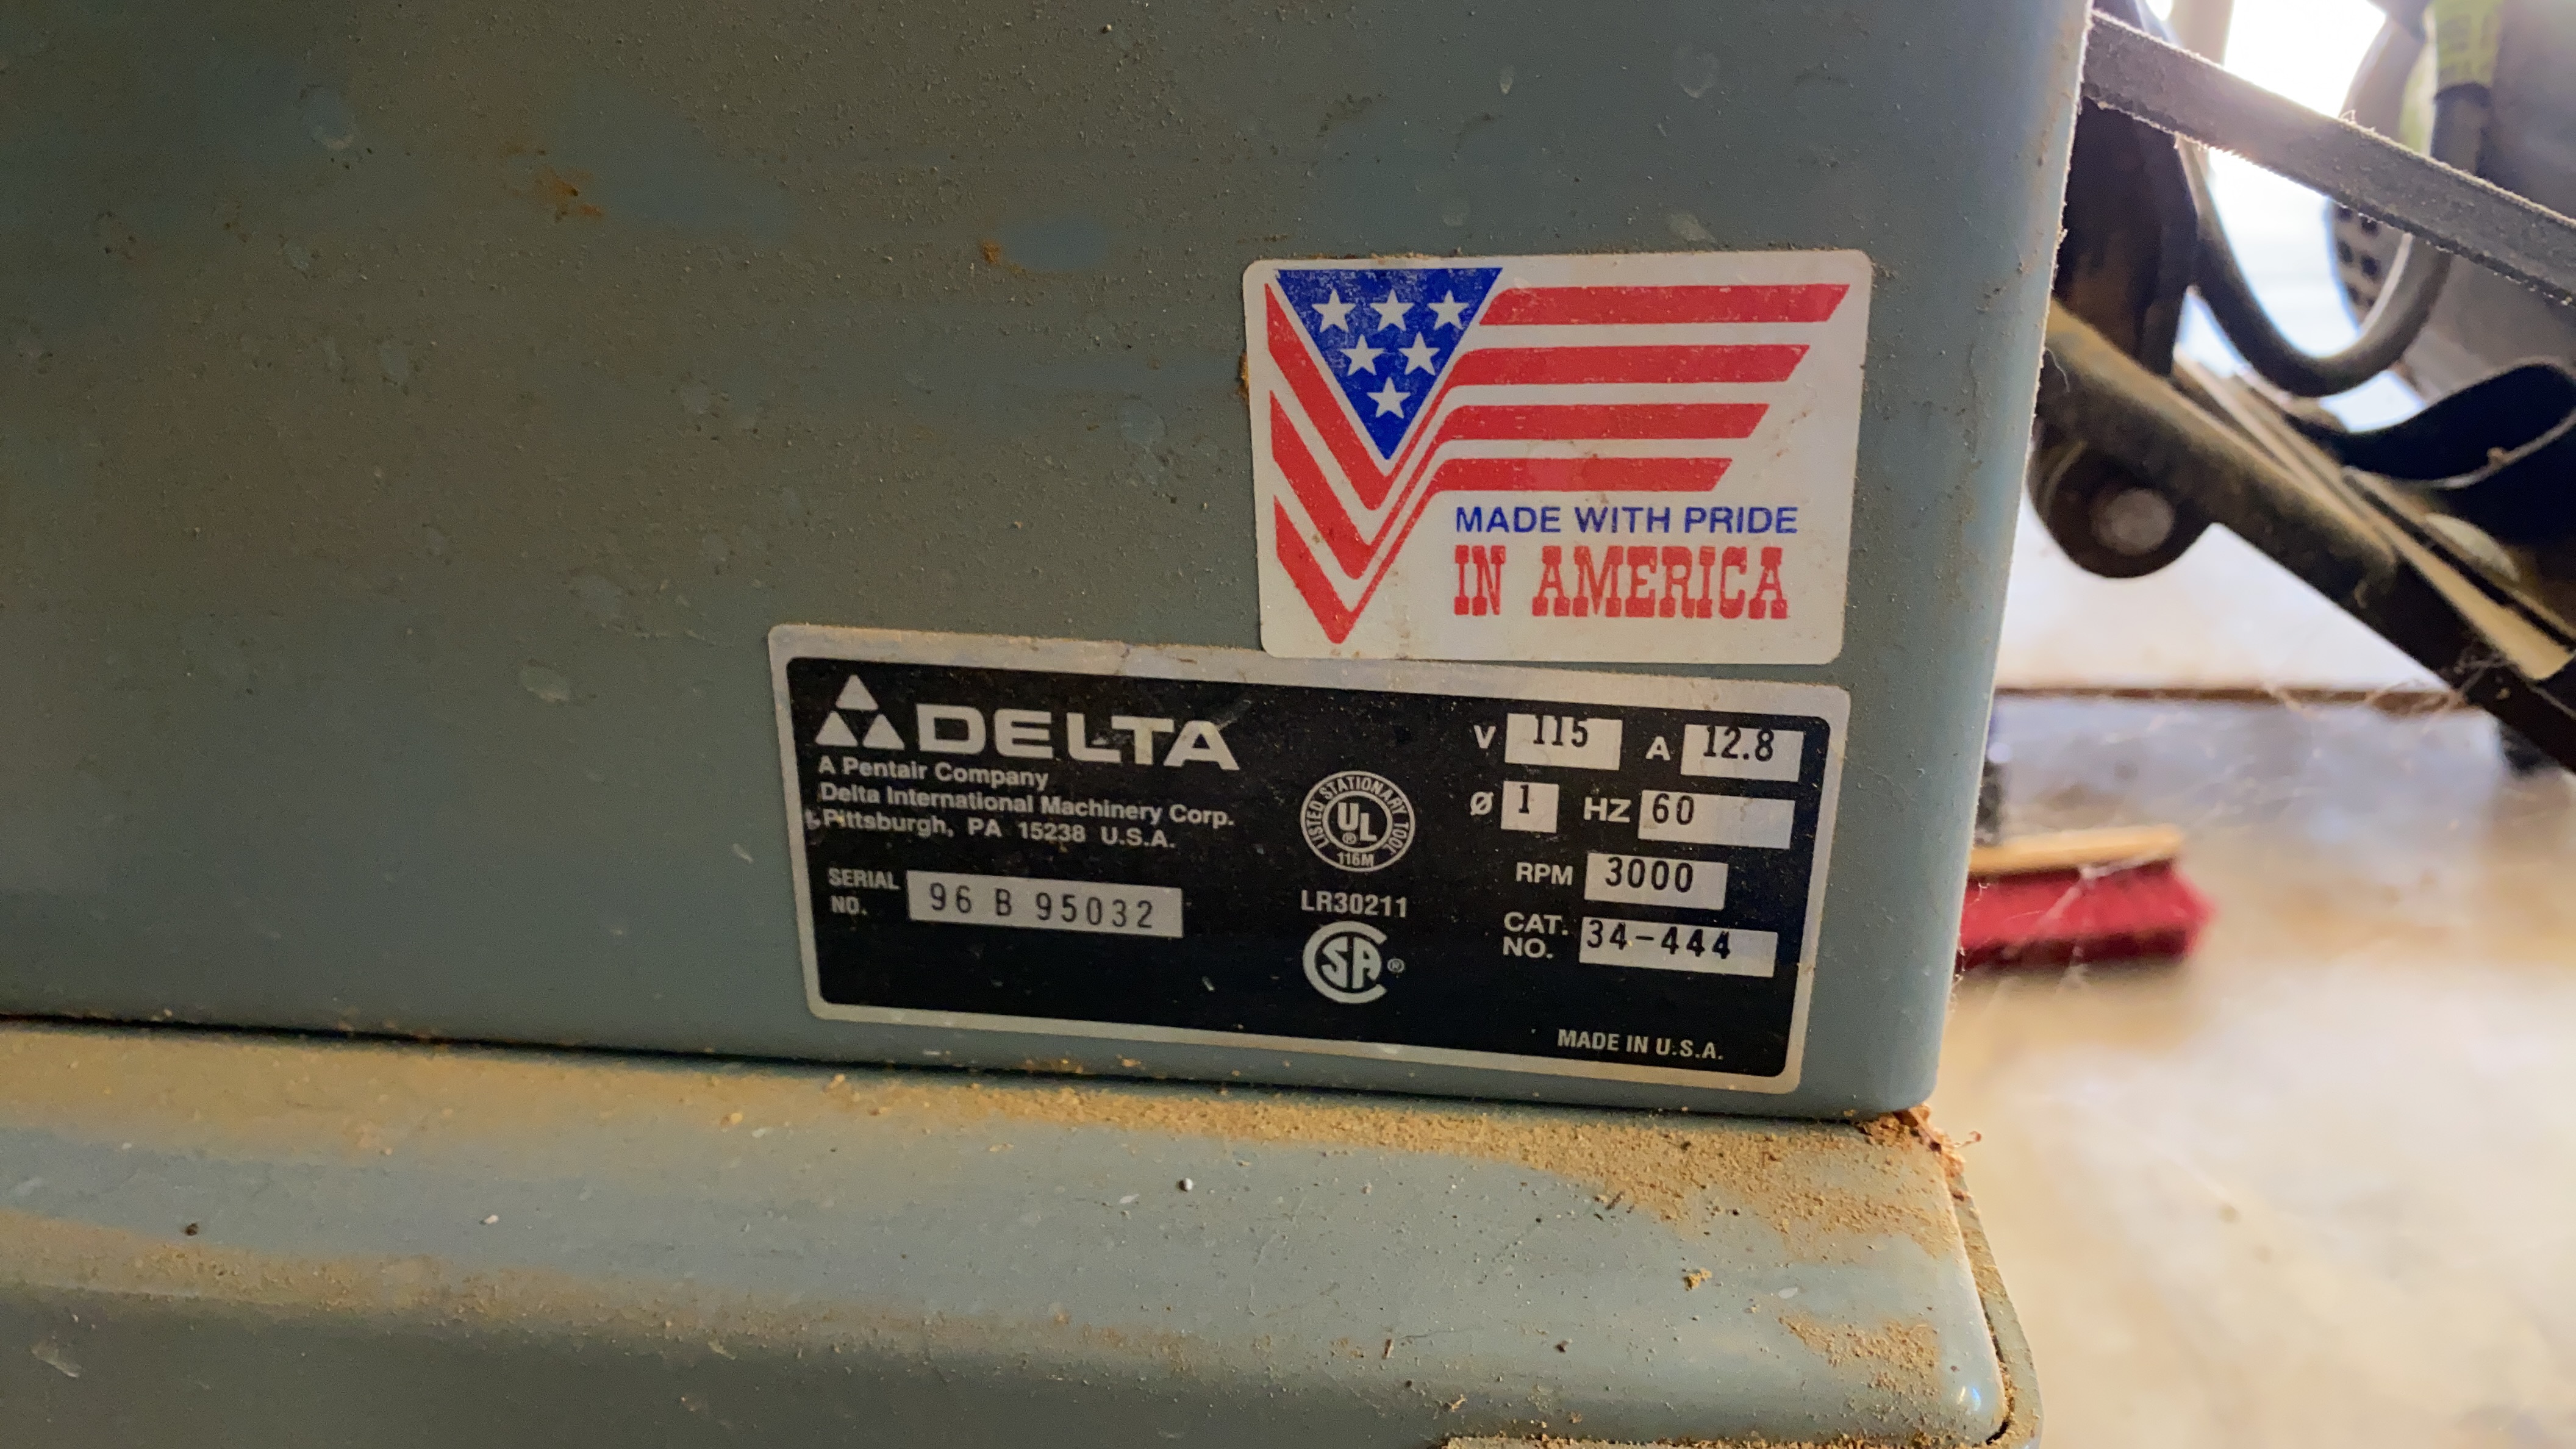 MADE WITH PRIDE
IN AMERICA
DELTA
A Pentair Company
Delta International Machinery Corp.
Pittsburgh, PA 15238 U.S.A.
SERIAL NO. 96 B 95032
LISTED STATIONARY TOOL
UL ®
116M
LR30211
SA ®
V 115 A 12.8
Ø 1 HZ 60
RPM 3000
CAT. NO. 34-444
MADE IN U.S.A.